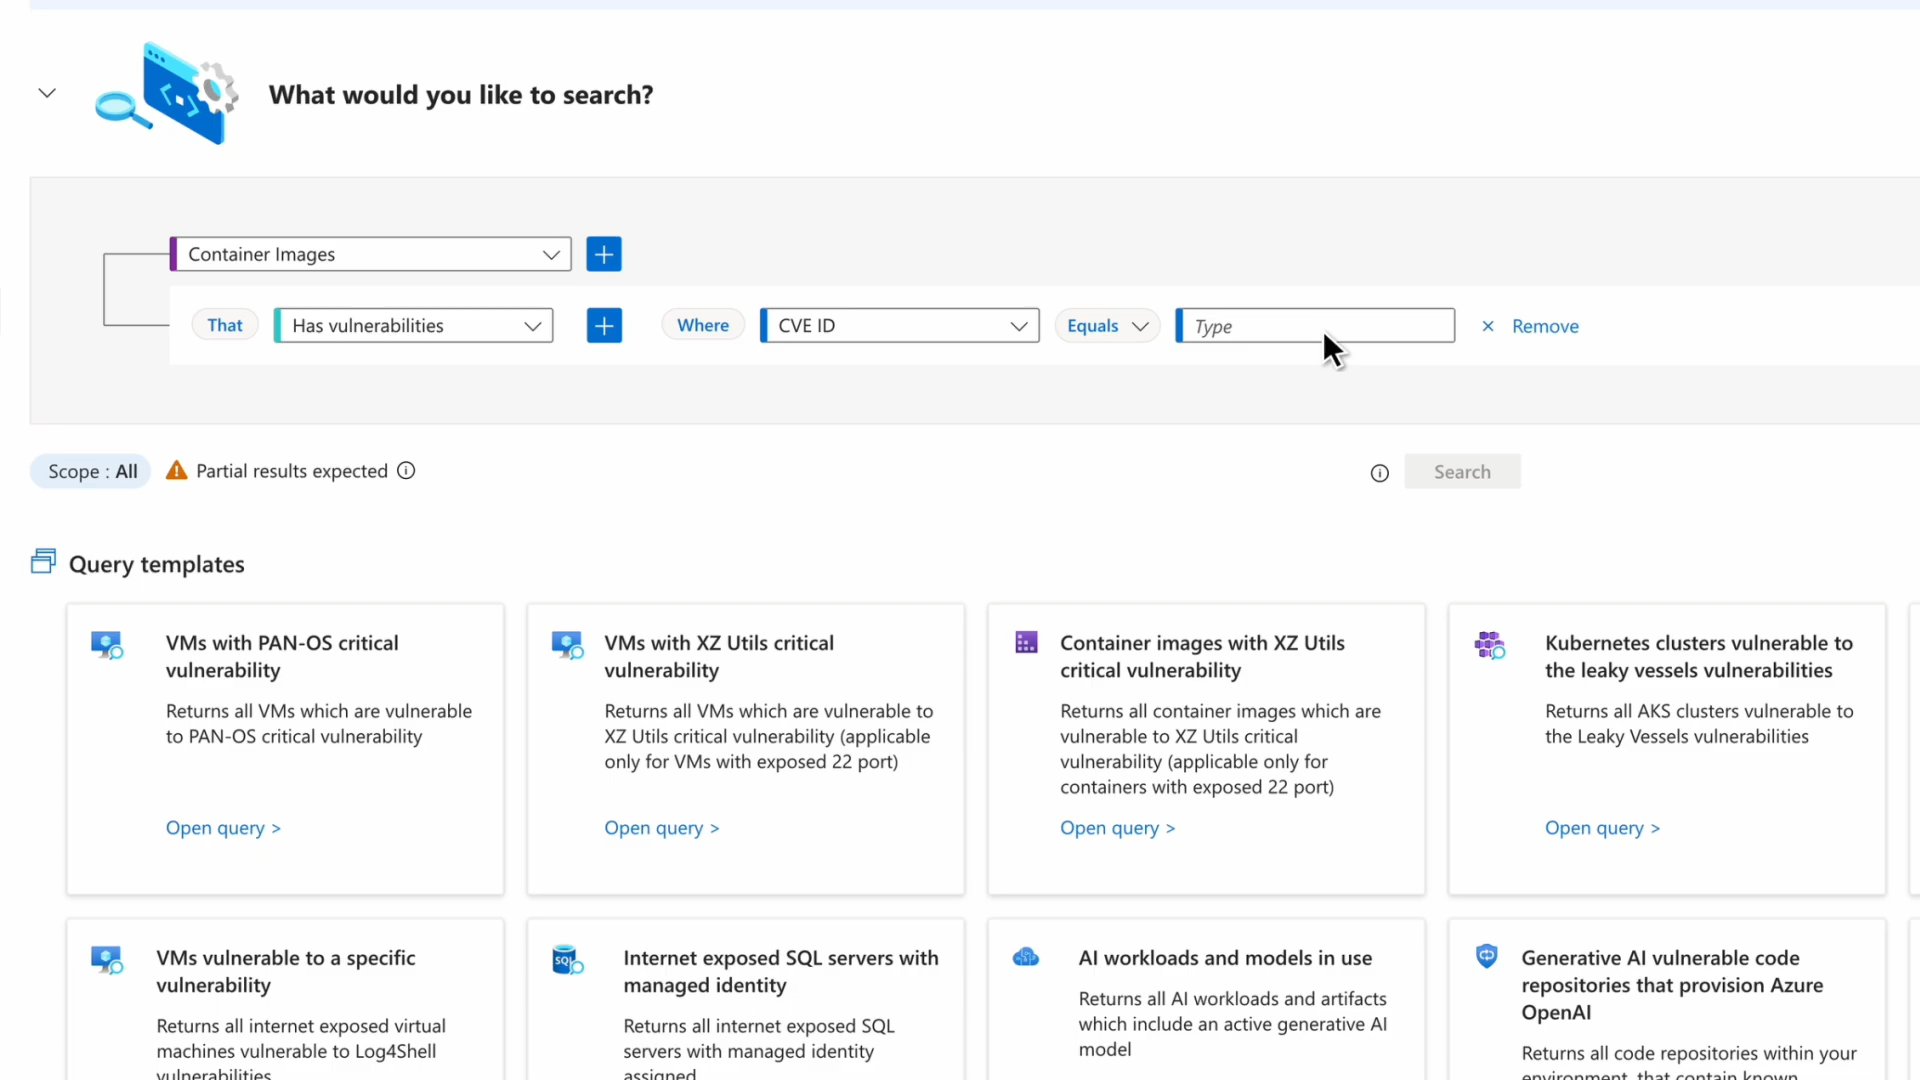 What would you like to search?
Container Images
That
Has vulnerabilities
Where
CVE ID
Equals
Type
Remove
Scope : All
Partial results expected
Search
Query templates
VMs with PAN-OS critical
vulnerability
Returns all VMs which are vulnerable
to PAN-OS critical vulnerability
Open query >
VMs with XZ Utils critical
vulnerability
Returns all VMs which are vulnerable to
XZ Utils critical vulnerability (applicable
only for VMs with exposed 22 port)
Open query >
Container images with XZ Utils
critical vulnerability
Returns all container images which are
vulnerable to XZ Utils critical
vulnerability (applicable only for
containers with exposed 22 port)
Open query >
Kubernetes clusters vulnerable to
the leaky vessels vulnerabilities
Returns all AKS clusters vulnerable to
the Leaky Vessels vulnerabilities
Open query >
VMs vulnerable to a specific
vulnerability
Returns all internet exposed virtual
machines vulnerable to Log4Shell
vulnerabilities
SQL
Internet exposed SQL servers with
managed identity
Returns all internet exposed SQL
servers with managed identity
assigned
AI workloads and models in use
Returns all AI workloads and artifacts
which include an active generative AI
model
Generative AI vulnerable code
repositories that provision Azure
OpenAI
Returns all code repositories within your
environment, that contain known